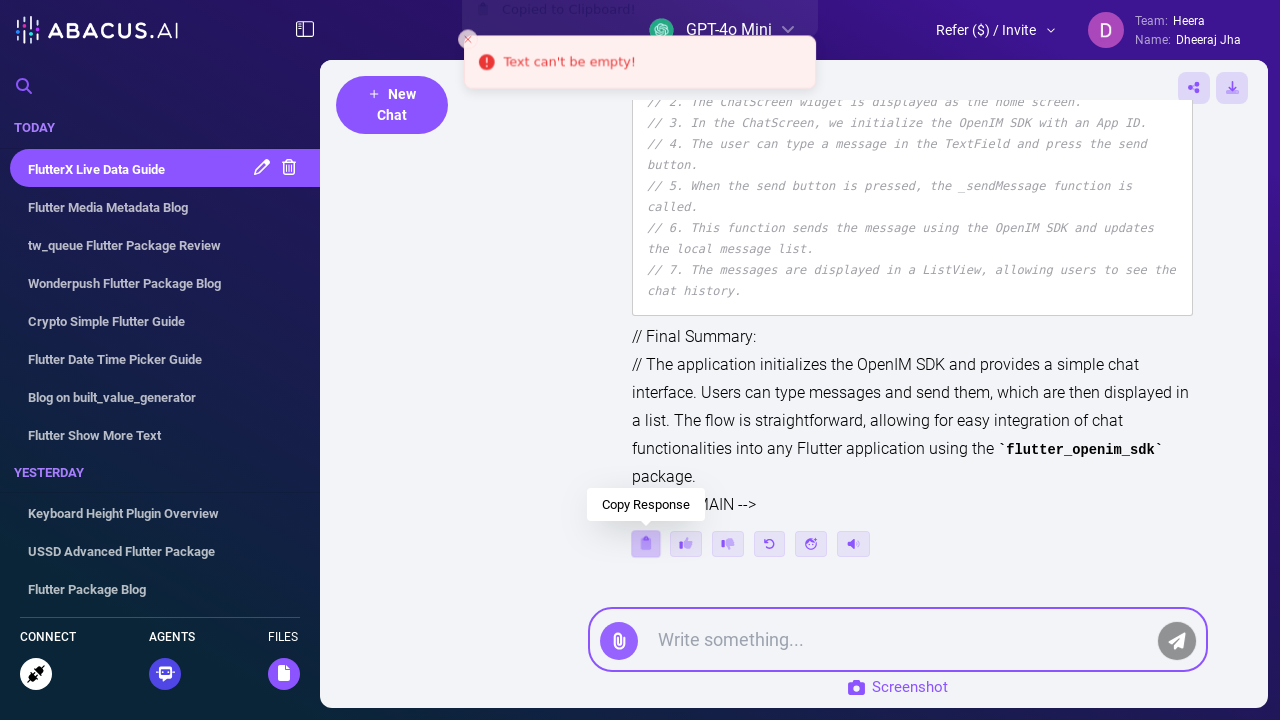 ABACUS.AI
Copied to Clipboard!
GPT-4o Mini
Text can't be empty!
Refer ($) / Invite
D
Team: Heera
Name: Dheeraj Jha
+ New
Chat
TODAY
FlutterX Live Data Guide
Flutter Media Metadata Blog
tw_queue Flutter Package Review
Wonderpush Flutter Package Blog
Crypto Simple Flutter Guide
Flutter Date Time Picker Guide
Blog on built_value_generator
Flutter Show More Text
YESTERDAY
Keyboard Height Plugin Overview
USSD Advanced Flutter Package
Flutter Package Blog
CONNECT
AGENTS
FILES
// 2. The ChatScreen widget is displayed as the home screen.
// 3. In the ChatScreen, we initialize the OpenIM SDK with an App ID.
// 4. The user can type a message in the TextField and press the send
button.
// 5. When the send button is pressed, the _sendMessage function is
called.
// 6. This function sends the message using the OpenIM SDK and updates
the local message list.
// 7. The messages are displayed in a ListView, allowing users to see the
chat history.
// Final Summary:
// The application initializes the OpenIM SDK and provides a simple chat
interface. Users can type messages and send them, which are then displayed in
a list. The flow is straightforward, allowing for easy integration of chat
functionalities into any Flutter application using the `flutter_openim_sdk`
package.
MAIN -->
Copy Response
Write something...
Screenshot